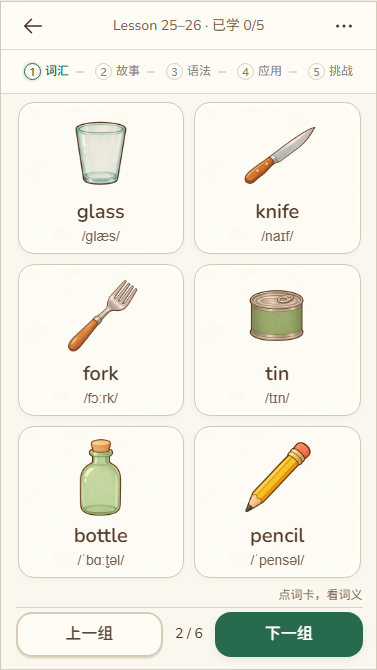 Lesson 25–26 · 已学 0/5
1 词汇 – 2 故事 – 3 语法 – 4 应用 – 5 挑战
glass knife
/ɡlæs/ /naɪf/
fork tin
/fɔːrk/ /tɪn/
bottle pencil
/ˈbɑːt̬əl/ /ˈpensəl/
点词卡，看词义
上一组 2 / 6 下一组